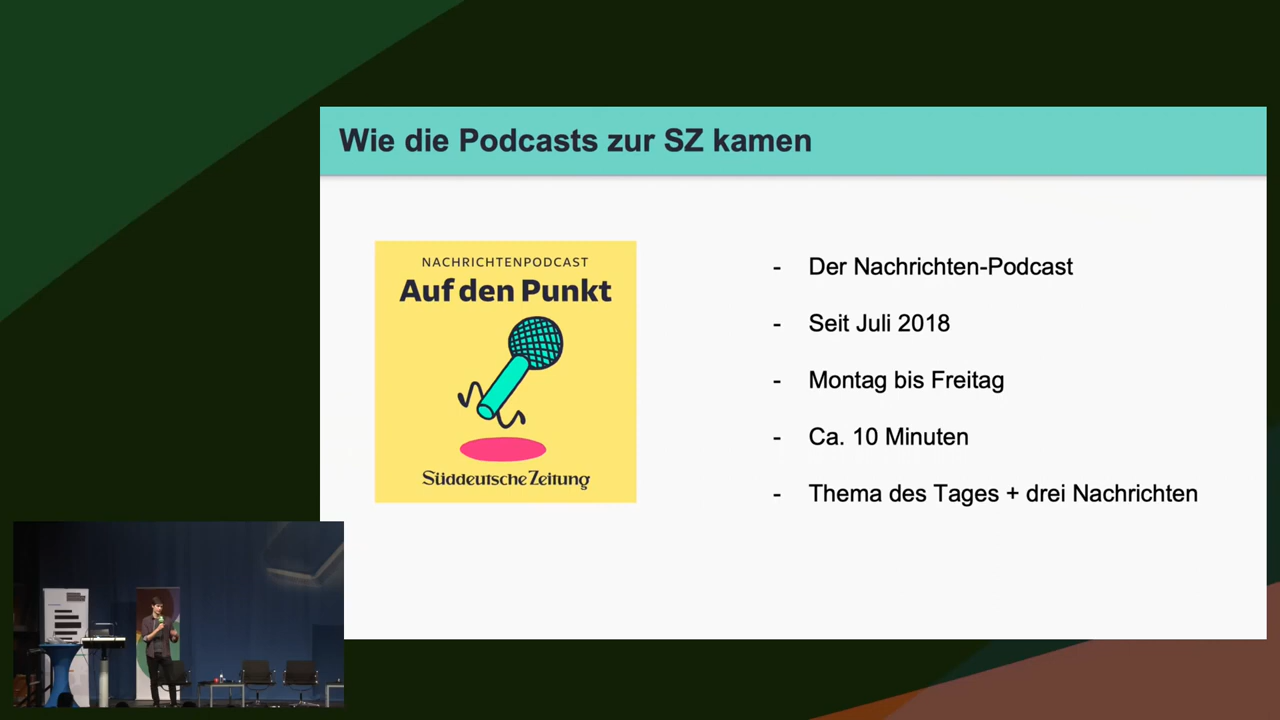 Wie die Podcasts zur SZ kamen
NACHRICHTENPODCAST
Auf den Punkt
Süddeutsche Zeitung
- Der Nachrichten-Podcast
- Seit Juli 2018
- Montag bis Freitag
- Ca. 10 Minuten
- Thema des Tages + drei Nachrichten